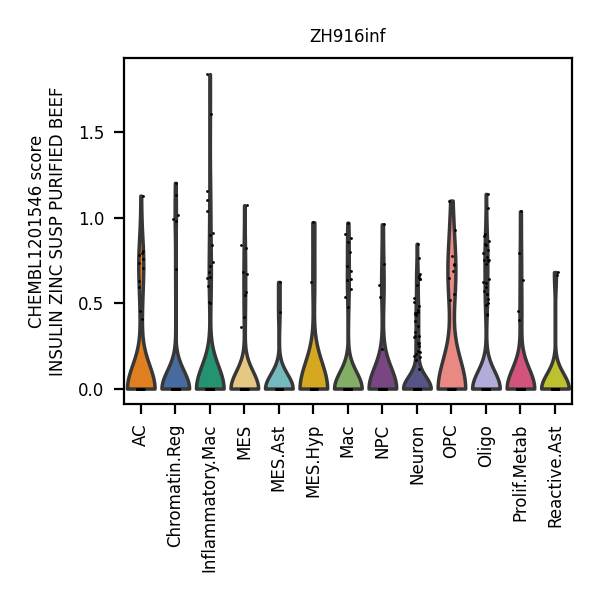 ZH916inf
CHEMBL1201546 score
INSULIN ZINC SUSP PURIFIED BEEF
1.5
1.0
0.5
0.0
AC
Chromatin.Reg
Inflammatory.Mac
MES
MES.Ast
MES.Hyp
Mac
NPC
Neuron
OPC
Oligo
Prolif.Metab
Reactive.Ast